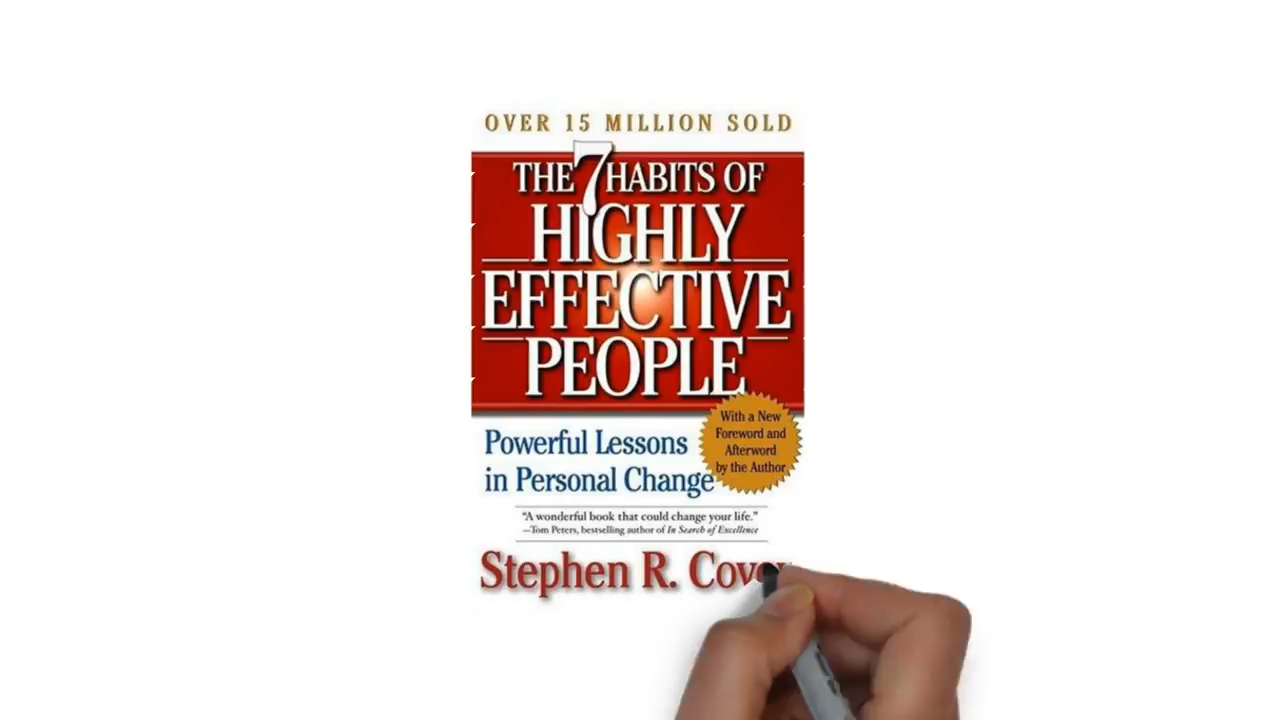 OVER 15 MILLION SOLD
THE 7 HABITS OF
HIGHLY
EFFECTIVE
PEOPLE
With a New
Foreword and
Afterword
by the Author
Powerful Lessons
in Personal Change
“A wonderful book that could change your life.”
—Tom Peters, bestselling author of In Search of Excellence
Stephen R.